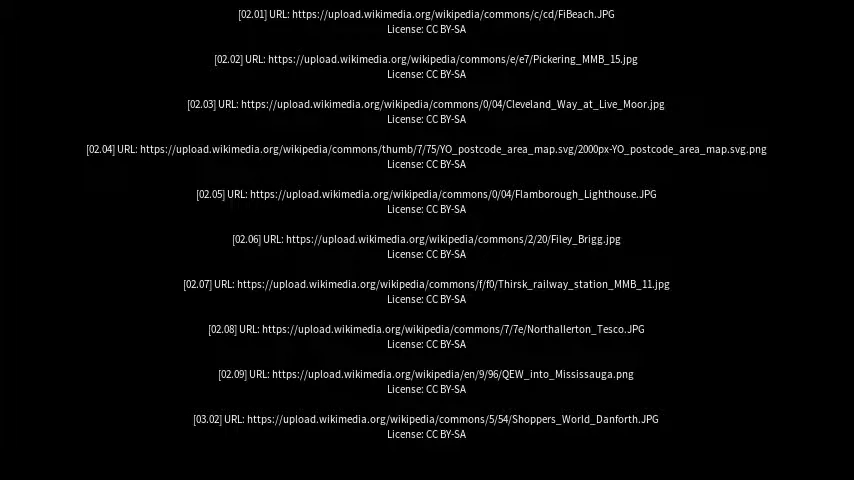 [02.01] URL: https://upload.wikimedia.org/wikipedia/commons/c/cd/FiBeach.JPG
License: CC BY-SA
[02.02] URL: https://upload.wikimedia.org/wikipedia/commons/e/e7/Pickering_MMB_15.jpg
License: CC BY-SA
[02.03] URL: https://upload.wikimedia.org/wikipedia/commons/0/04/Cleveland_Way_at_Live_Moor.jpg
License: CC BY-SA
[02.04] URL: https://upload.wikimedia.org/wikipedia/commons/thumb/7/75/YO_postcode_area_map.svg/2000px-YO_postcode_area_map.svg.png
License: CC BY-SA
[02.05] URL: https://upload.wikimedia.org/wikipedia/commons/0/04/Flamborough_Lighthouse.JPG
License: CC BY-SA
[02.06] URL: https://upload.wikimedia.org/wikipedia/commons/2/20/Filey_Brigg.jpg
License: CC BY-SA
[02.07] URL: https://upload.wikimedia.org/wikipedia/commons/f/f0/Thirsk_railway_station_MMB_11.jpg
License: CC BY-SA
[02.08] URL: https://upload.wikimedia.org/wikipedia/commons/7/7e/Northallerton_Tesco.JPG
License: CC BY-SA
[02.09] URL: https://upload.wikimedia.org/wikipedia/en/9/96/QEW_into_Mississauga.png
License: CC BY-SA
[03.02] URL: https://upload.wikimedia.org/wikipedia/commons/5/54/Shoppers_World_Danforth.JPG
License: CC BY-SA